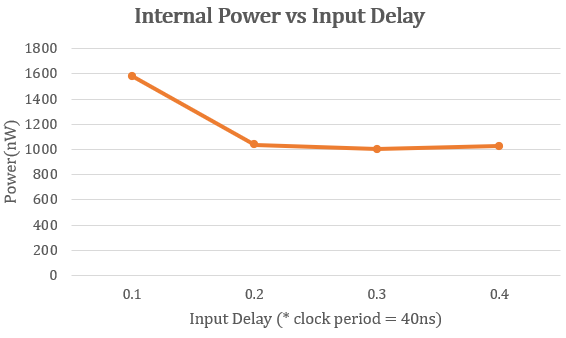 Internal Power vs Input Delay
1800
1600
1400
1200
1000
800
600
400
200
0
Power(nW)
0.1 0.2 0.3 0.4
Input Delay (* clock period = 40ns)